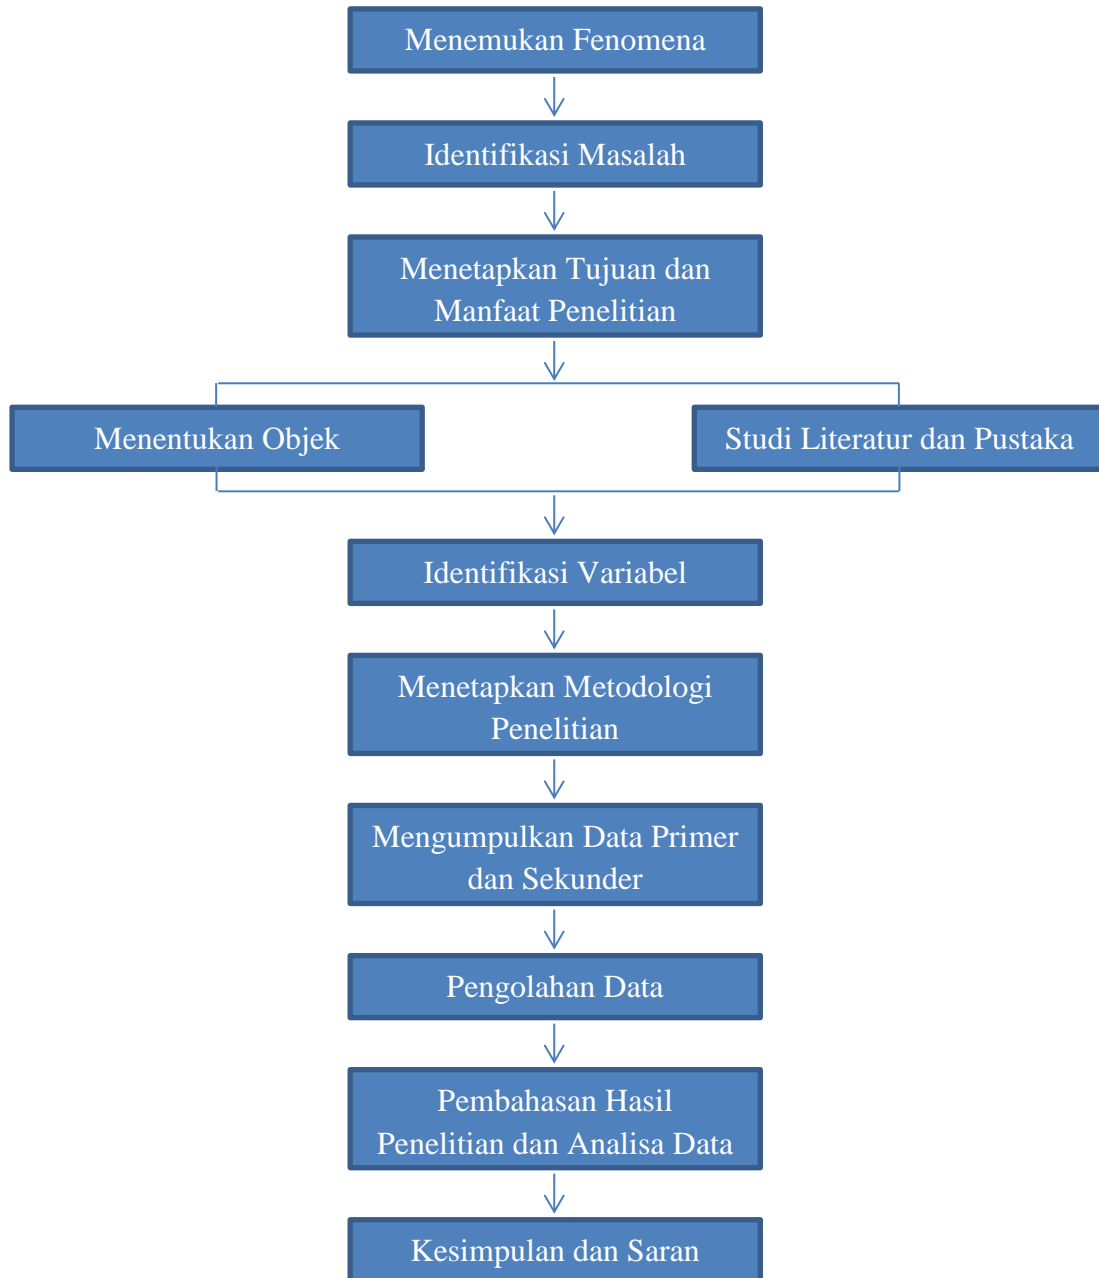 Menemukan Fenomena
Identifikasi Masalah
Menetapkan Tujuan dan
Manfaat Penelitian
Menentukan Objek
Studi Literatur dan Pustaka
Identifikasi Variabel
Menetapkan Metodologi
Penelitian
Mengumpulkan Data Primer
dan Sekunder
Pengolahan Data
Pembahasan Hasil
Penelitian dan Analisa Data
Kesimpulan dan Saran